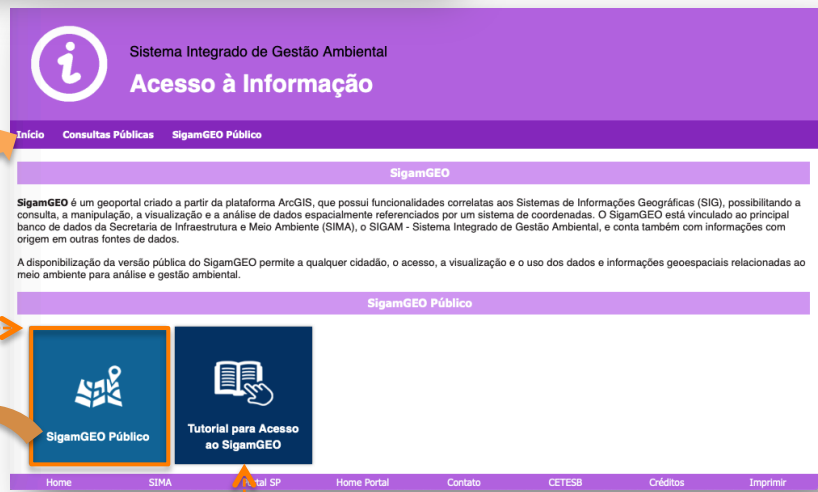 Sistema Integrado de Gestão Ambiental
Acesso à Informação
Início Consultas Públicas SigamGEO Público
SigamGEO
SigamGEO é um geoportal criado a partir da plataforma ArcGIS, que possui funcionalidades correlatas aos Sistemas de Informações Geográficas (SIG), possibilitando a
consulta, a manipulação, a visualização e a análise de dados espacialmente referenciados por um sistema de coordenadas. O SigamGEO está vinculado ao principal
banco de dados da Secretaria de Infraestrutura e Meio Ambiente (SIMA), o SIGAM - Sistema Integrado de Gestão Ambiental, e conta também com informações com
origem em outras fontes de dados.
A disponibilização da versão pública do SigamGEO permite a qualquer cidadão, o acesso, a visualização e o uso dos dados e informações geoespaciais relacionadas ao
meio ambiente para análise e gestão ambiental.
SigamGEO Público
SigamGEO Público
Tutorial para Acesso
ao SigamGEO
Home SIMA Portal SP Home Portal Contato CETESB Créditos Imprimir